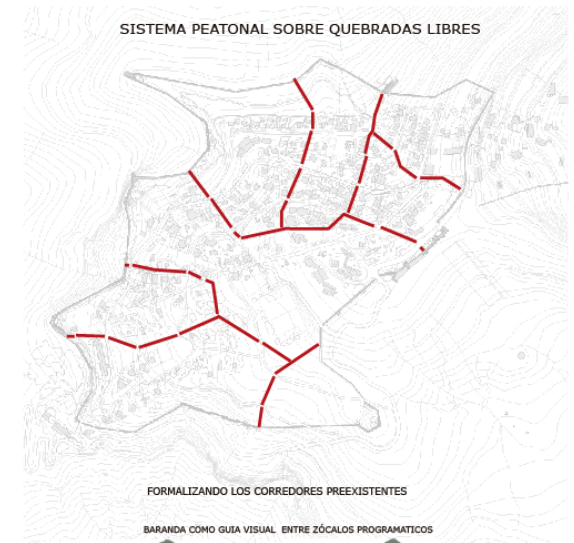 SISTEMA PEATONAL SOBRE QUEBRADAS LIBRES
FORMALIZANDO LOS CORREDORES PREEXISTENTES
BARANDA COMO GUIA VISUAL ENTRE ZÓCALOS PROGRAMATICOS